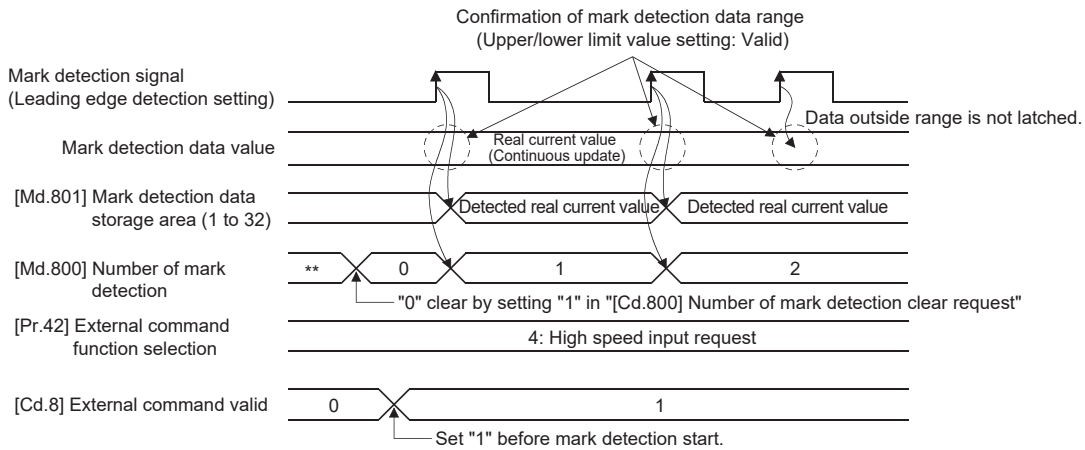 Confirmation of mark detection data range
(Upper/lower limit value setting: Valid)
Mark detection signal
(Leading edge detection setting)
Data outside range is not latched.
Mark detection data value
Real current value
(Continuous update)
[Md.801] Mark detection data
storage area (1 to 32)
Detected real current value
Detected real current value
[Md.800] Number of mark
detection
**
0
1
2
"0" clear by setting "1" in "[Cd.800] Number of mark detection clear request"
[Pr.42] External command
function selection
4: High speed input request
[Cd.8] External command valid
0
1
Set "1" before mark detection start.